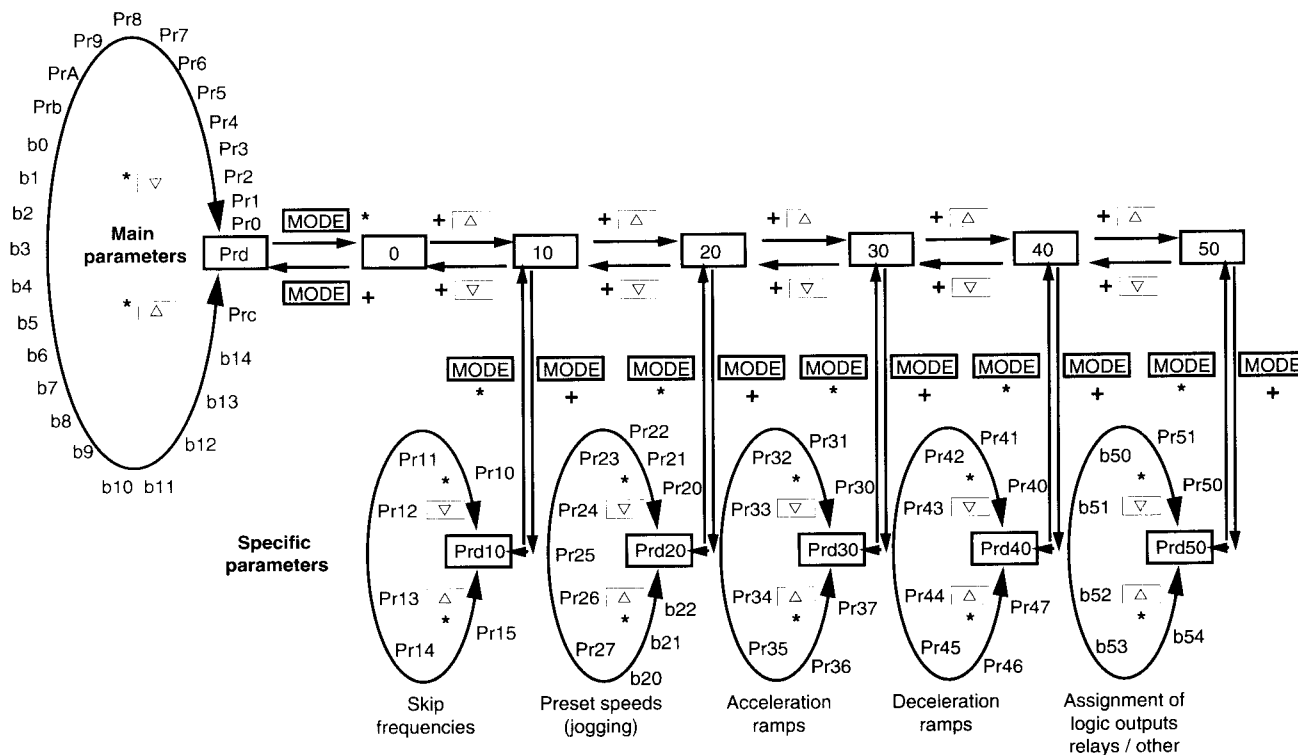 Pr8
Pr9
Pr7
PrA
Pr6
Prb
Pr5
b0
Pr4
b1
Pr3
b2
Pr2
b3
Pr1
b4
Pr0
b5
Prc
b6
b14
b7
b13
b8
b12
b9
b10 b11
*
Main
parameters
*
Prd
MODE *
MODE +
0
+
+
10
+
+
20
+
+
30
+
+
40
+
+
50
MODE
*
MODE
+
MODE
*
MODE
+
MODE
*
MODE
+
MODE
*
MODE
+
MODE
*
MODE
+
Specific
parameters
Pr11
*
Pr10
Pr12
Prd10
Pr13
*
Pr15
Pr14
Skip
frequencies
Pr22
Pr23
Pr21
*
Pr20
Pr24
Pr25
Prd20
Pr26
*
b22
b21
Pr27
b20
Preset speeds
(jogging)
Pr31
Pr32
*
Pr30
Pr33
Prd30
Pr34
*
Pr37
Pr35
Pr36
Acceleration
ramps
Pr41
Pr42
*
Pr40
Pr43
Prd40
Pr44
*
Pr47
Pr45
Pr46
Deceleration
ramps
Pr51
b50
*
Pr50
b51
Prd50
b52
*
b54
b53
Assignment of
logic outputs
relays / other